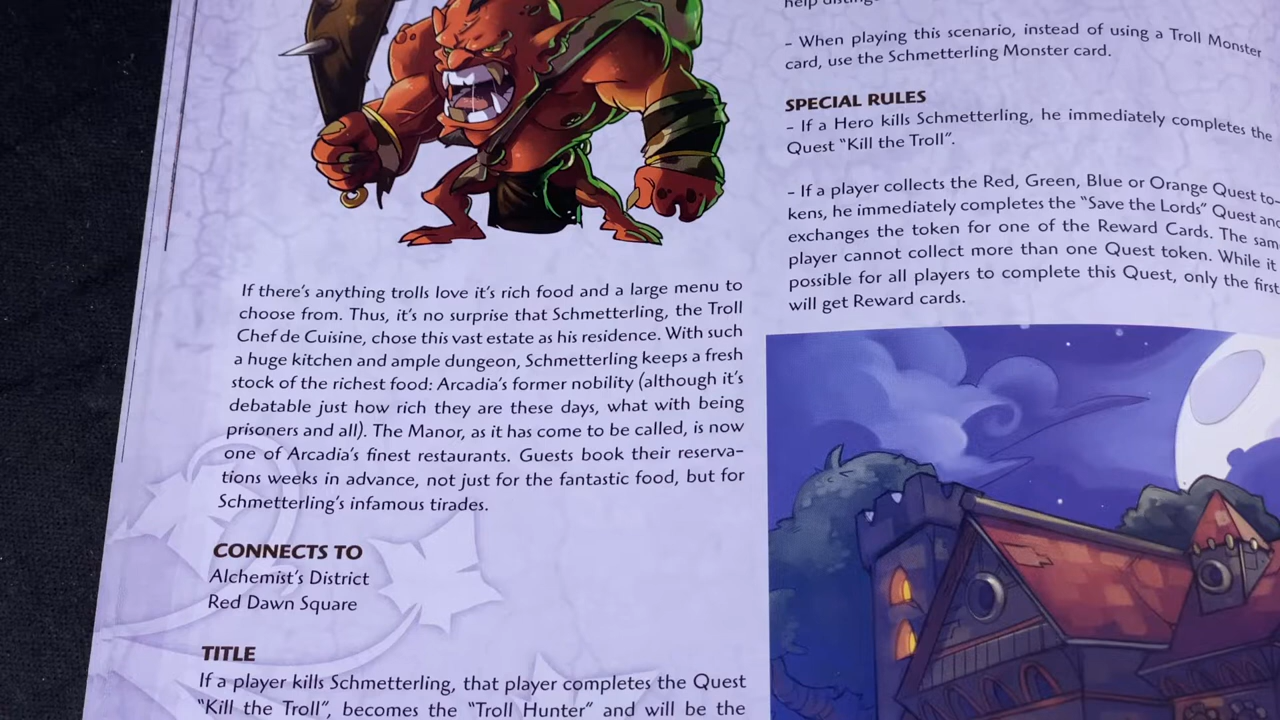 If there's anything trolls love it's rich food and a large menu to
choose from. Thus, it's no surprise that Schmetterling, the Troll
Chef de Cuisine, chose this vast estate as his residence. With such
a huge kitchen and ample dungeon, Schmetterling keeps a fresh
stock of the richest food: Arcadia's former nobility (although it's
debatable just how rich they are these days, what with being
prisoners and all). The Manor, as it has come to be called, is now
one of Arcadia's finest restaurants. Guests book their reserva-
tions weeks in advance, not just for the fantastic food, but for
Schmetterling's infamous tirades.
CONNECTS TO
Alchemist's District
Red Dawn Square
TITLE
If a player kills Schmetterling, that player completes the Quest
"Kill the Troll", becomes the "Troll Hunter" and will be the
help
- When playing this scenario, instead of using a Troll Monster
card, use the Schmetterling Monster card.
SPECIAL RULES
- If a Hero kills Schmetterling, he immediately completes the
Quest "Kill the Troll".
- If a player collects the Red, Green, Blue or Orange Quest to-
kens, he immediately completes the "Save the Lords" Quest and
exchanges the token for one of the Reward Cards. The sam
player cannot collect more than one Quest token. While it
possible for all players to complete this Quest, only the first
will get Reward cards.